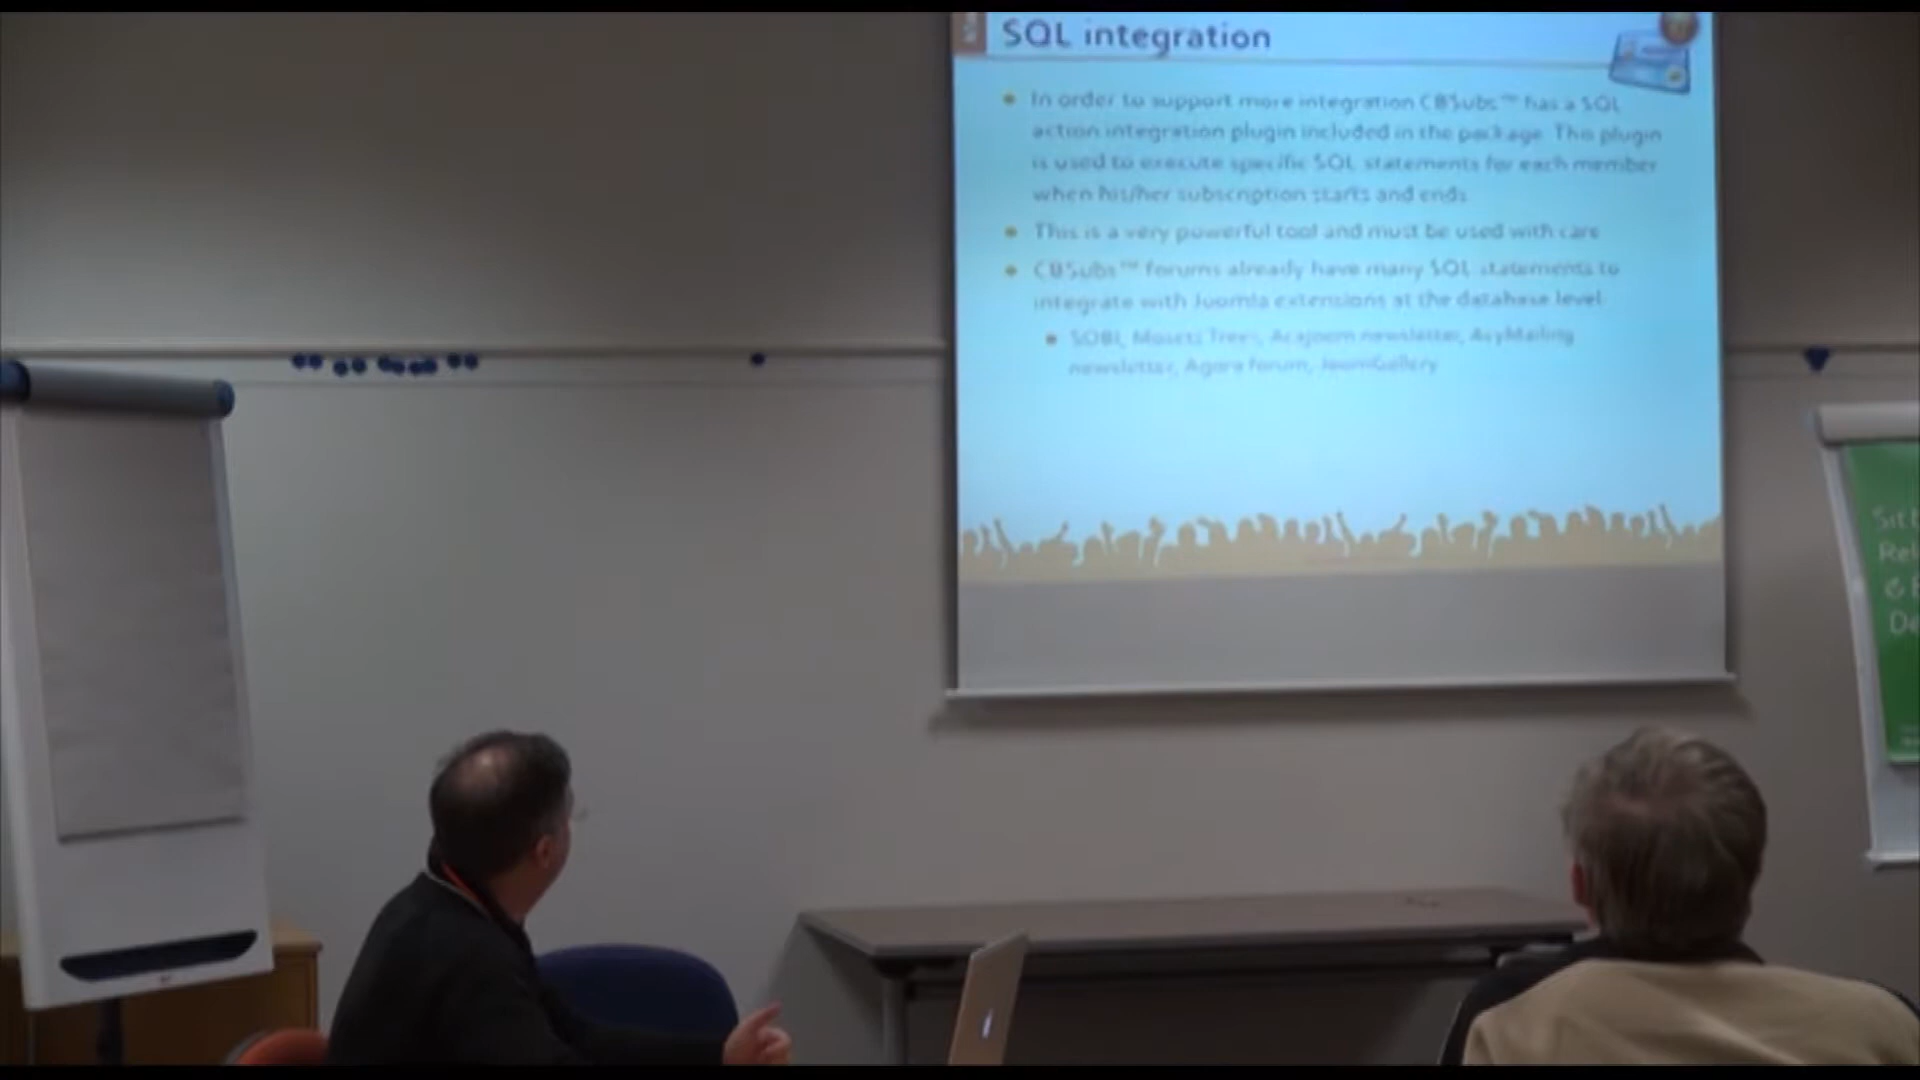 SQL integration
In order to support more integration CBSubs™ has a SQL
action integration plugin included in the package. This plugin
is used to execute specific SQL statements for each member
when his/her subscription starts and ends.
This is a very powerful tool and must be used with care
CBSubs™ forums already have many SQL statements to
integrate with Joomla extensions at the database level
SOBI, Mosets Tree, Acajoom newsletter, AcyMailing
newsletter, Agora forum, JoomGallery